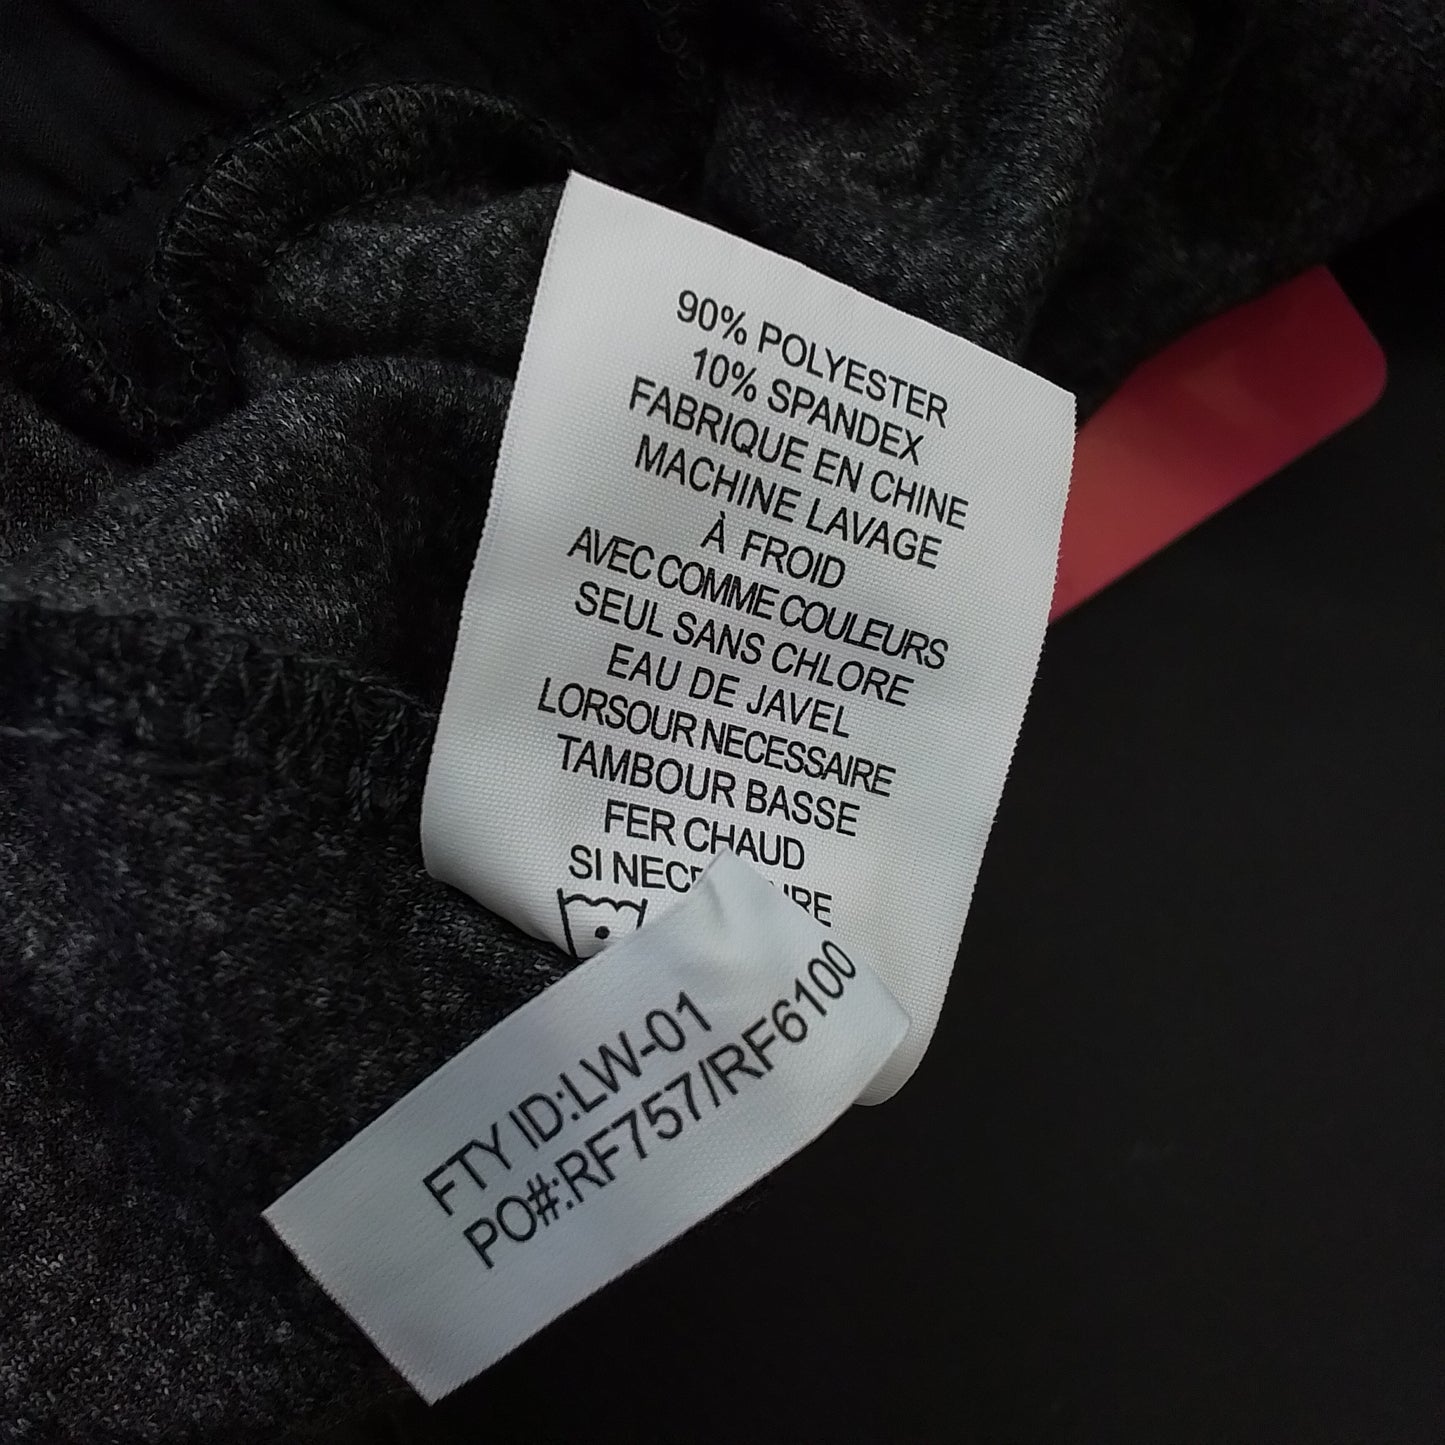 90% POLYESTER
10% SPANDEX
FABRIQUE EN CHINE
MACHINE LAVAGE
À FROID
AVEC COMME COULEURS
SEUL SANS CHLORE
EAU DE JAVEL
LORSOUR NECESSAIRE
TAMBOUR BASSE
FER CHAUD
SI
FTY ID:LW-01
PO#:RF757/RF6100